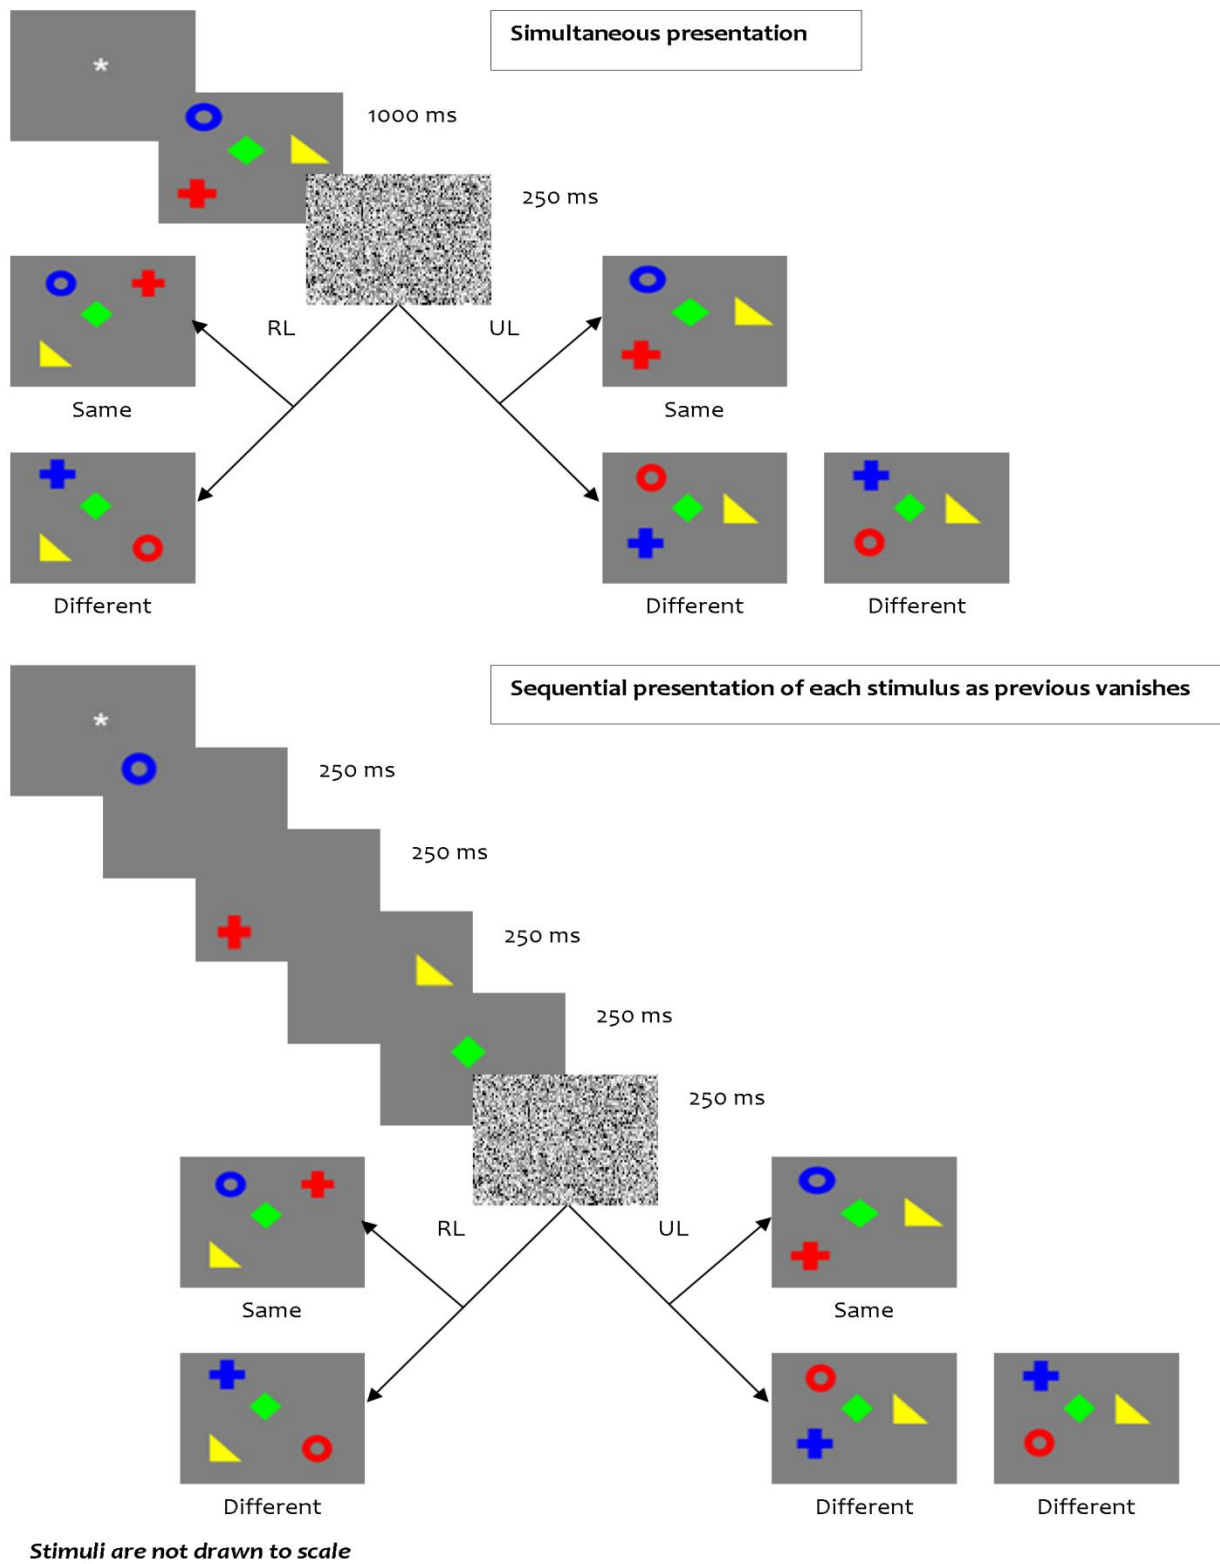 Simultaneous presentation
*
1000 ms
250 ms
RL
UL
Same
Same
Different
Different
Different
Sequential presentation of each stimulus as previous vanishes
*
250 ms
250 ms
250 ms
250 ms
250 ms
RL
UL
Same
Same
Different
Different
Different
Stimuli are not drawn to scale